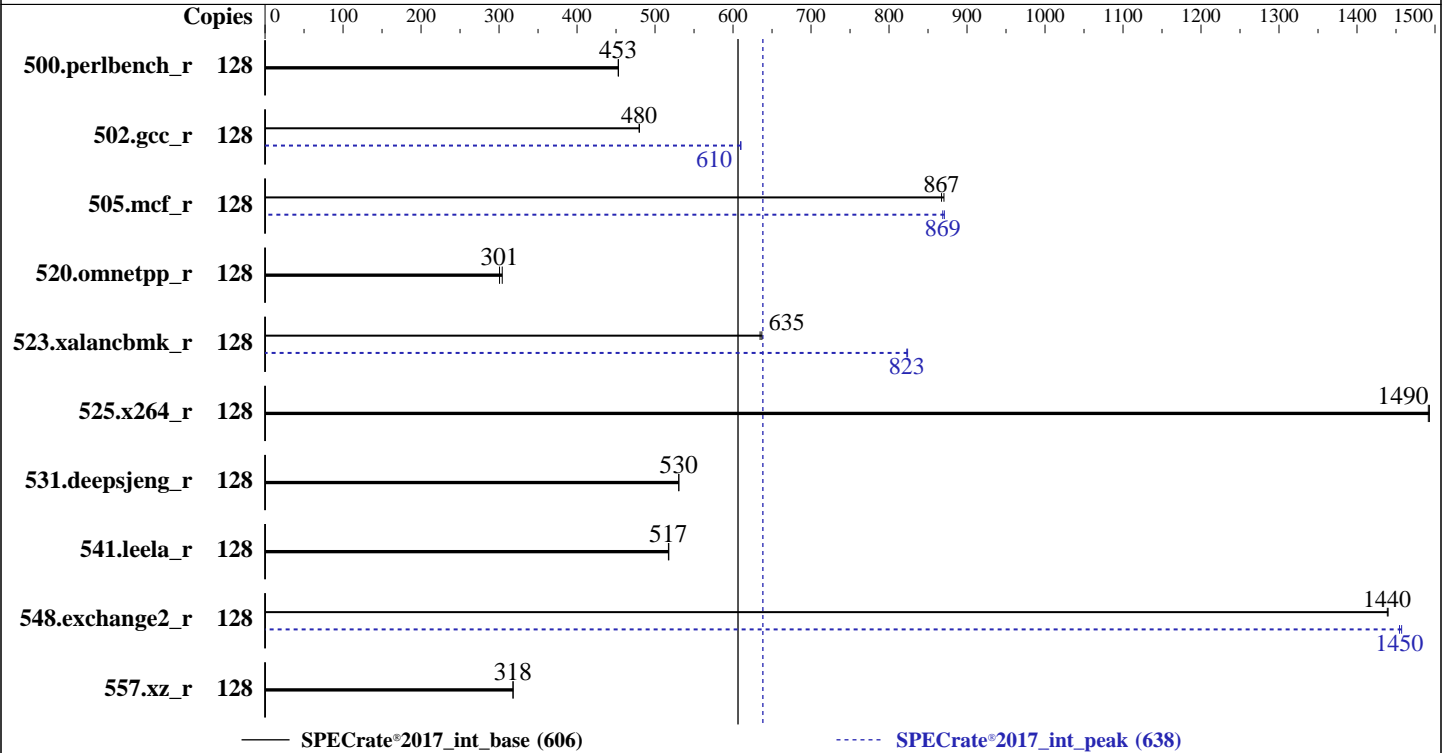 Copies 0 100 200 300 400 500 600 700 800 900 1000 1100 1200 1300 1400 1500
500.perlbench_r 128 453
502.gcc_r 128 480
610
505.mcf_r 128 867
869
520.omnetpp_r 128 301
523.xalancbmk_r 128 635
823
525.x264_r 128 1490
531.deepsjeng_r 128 530
541.leela_r 128 517
548.exchange2_r 128 1440
1450
557.xz_r 128 318
SPECrate®2017_int_base (606) SPECrate®2017_int_peak (638)